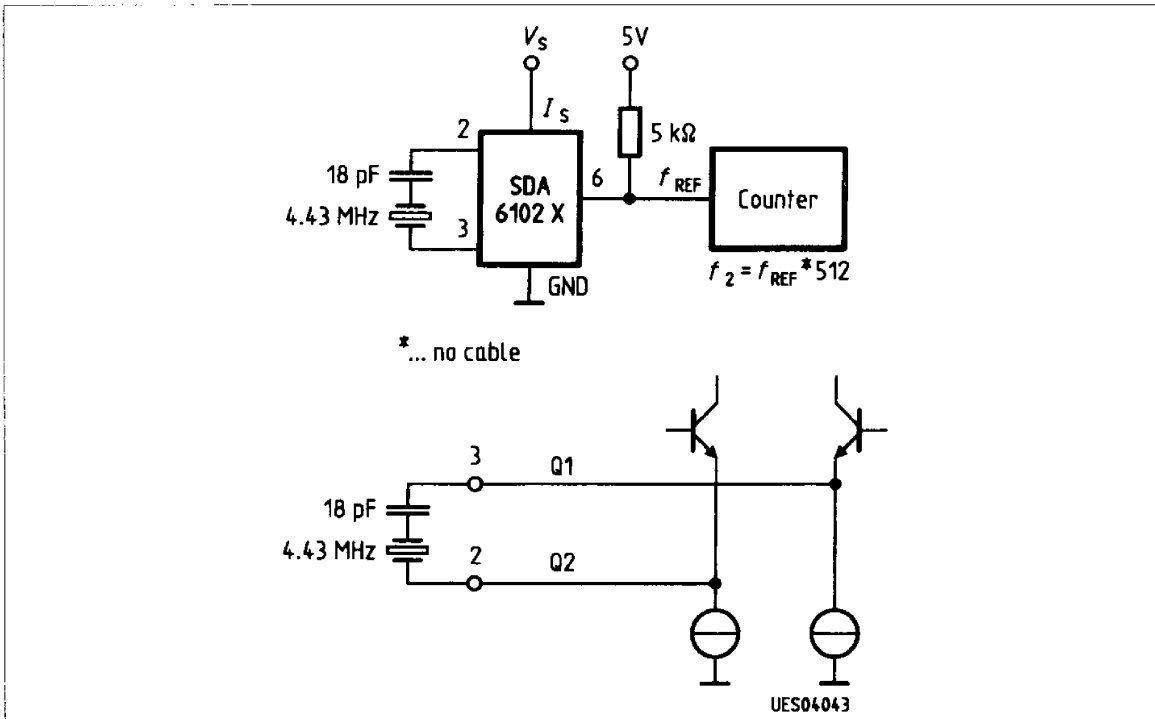 V_S
5V
I_S
2
5 kΩ
18 pF
SDA
6102 X
6
f_REF
Counter
4.43 MHz
3
GND
f_2 = f_REF * 512
*... no cable
3
Q1
18 pF
4.43 MHz
2
Q2
UES04043